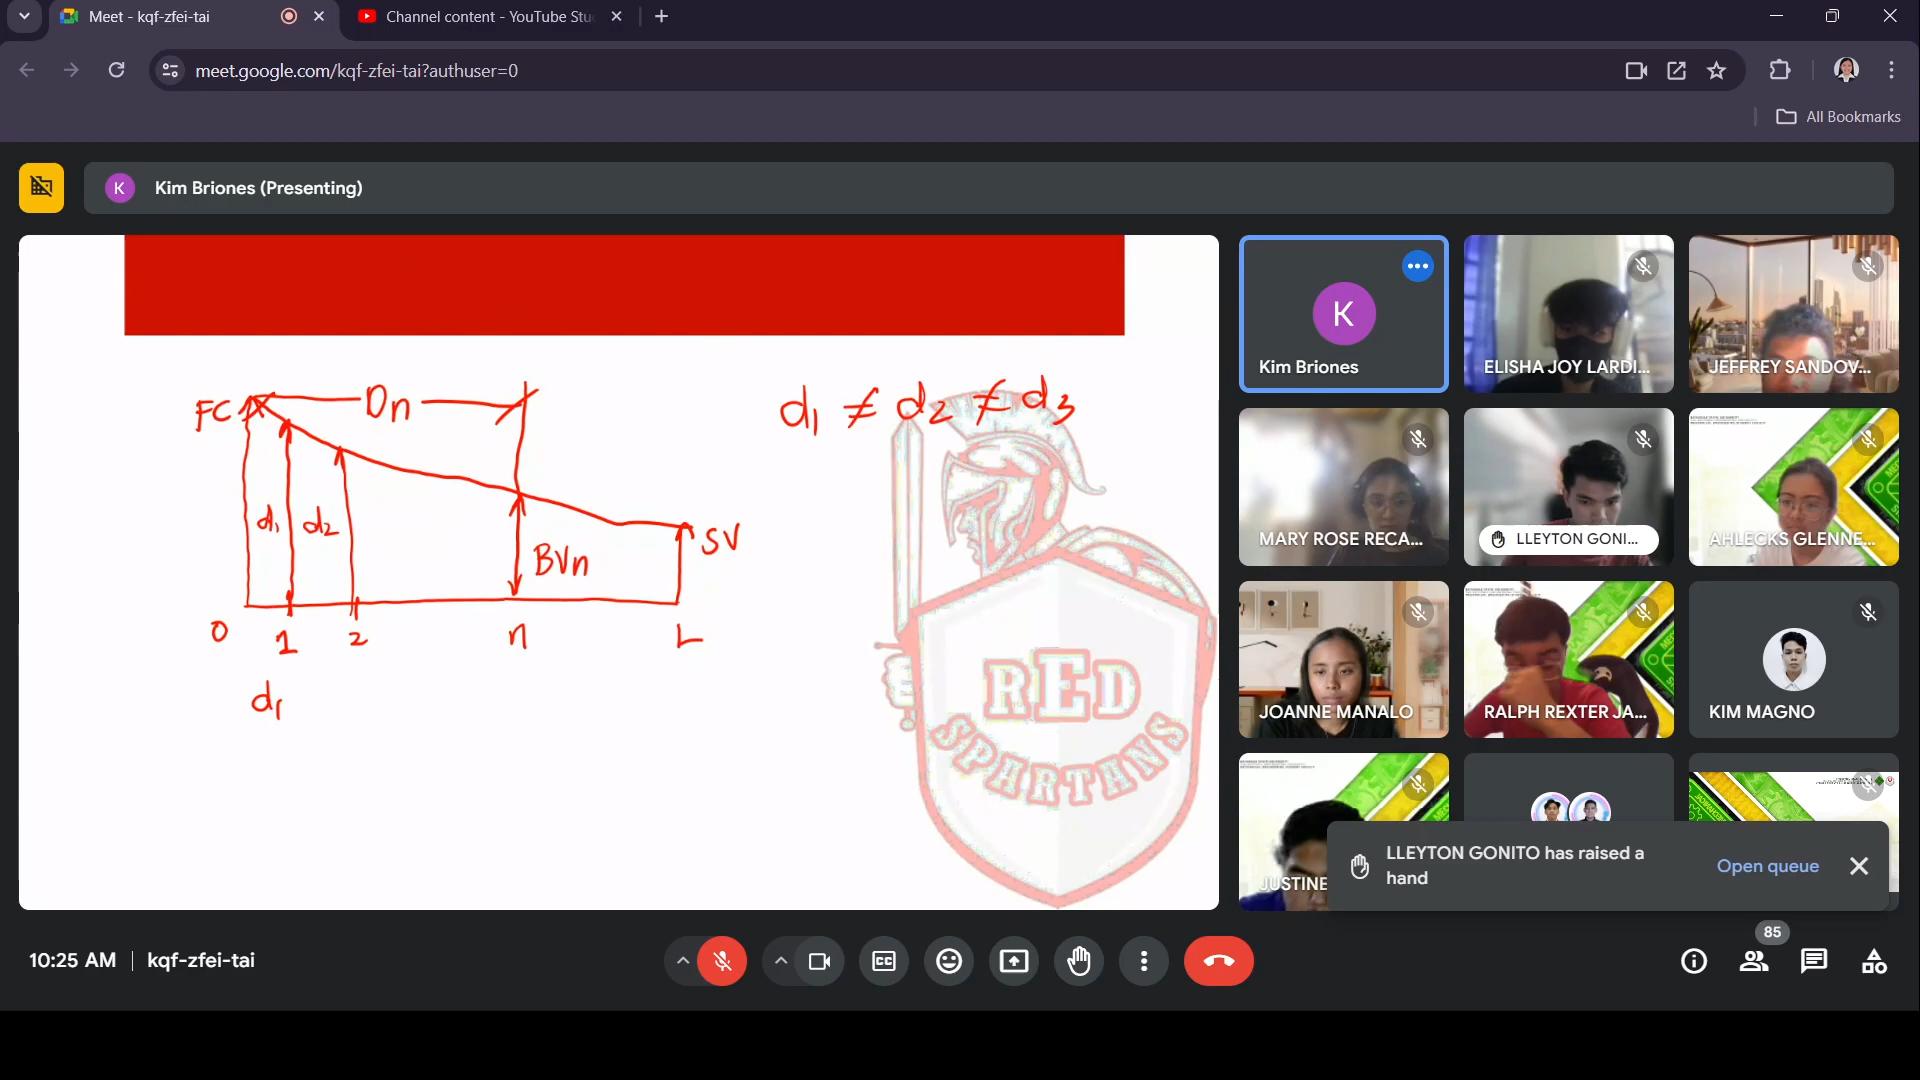 Meet - kqf-zfei-tai
Channel content - YouTube Stu
meet.google.com/kqf-zfei-tai?authuser=0
All Bookmarks
K
Kim Briones (Presenting)
FC
Dn
d1 ≠ d2 ≠ d3
d1 d2
BVn
SV
0 1 2 n L
d1
RED
SPARTANS
K
Kim Briones
ELISHA JOY LARDI...
JEFFREY SANDOV...
MARY ROSE RECA...
LLEYTON GONI...
AHLECKS GLENNE...
JOANNE MANALO
RALPH REXTER JA...
KIM MAGNO
JUSTINE
LLEYTON GONITO has raised a
hand
Open queue
10:25 AM | kqf-zfei-tai
CC
85